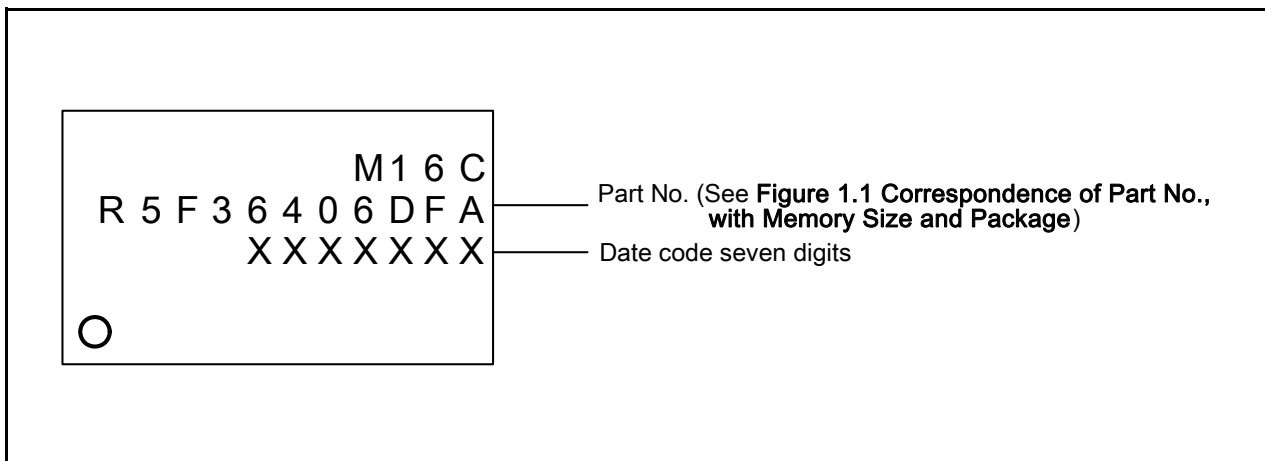 M16C
R5F36406DFA
XXXXXXX
Part No. (See Figure 1.1 Correspondence of Part No.,
with Memory Size and Package)
Date code seven digits